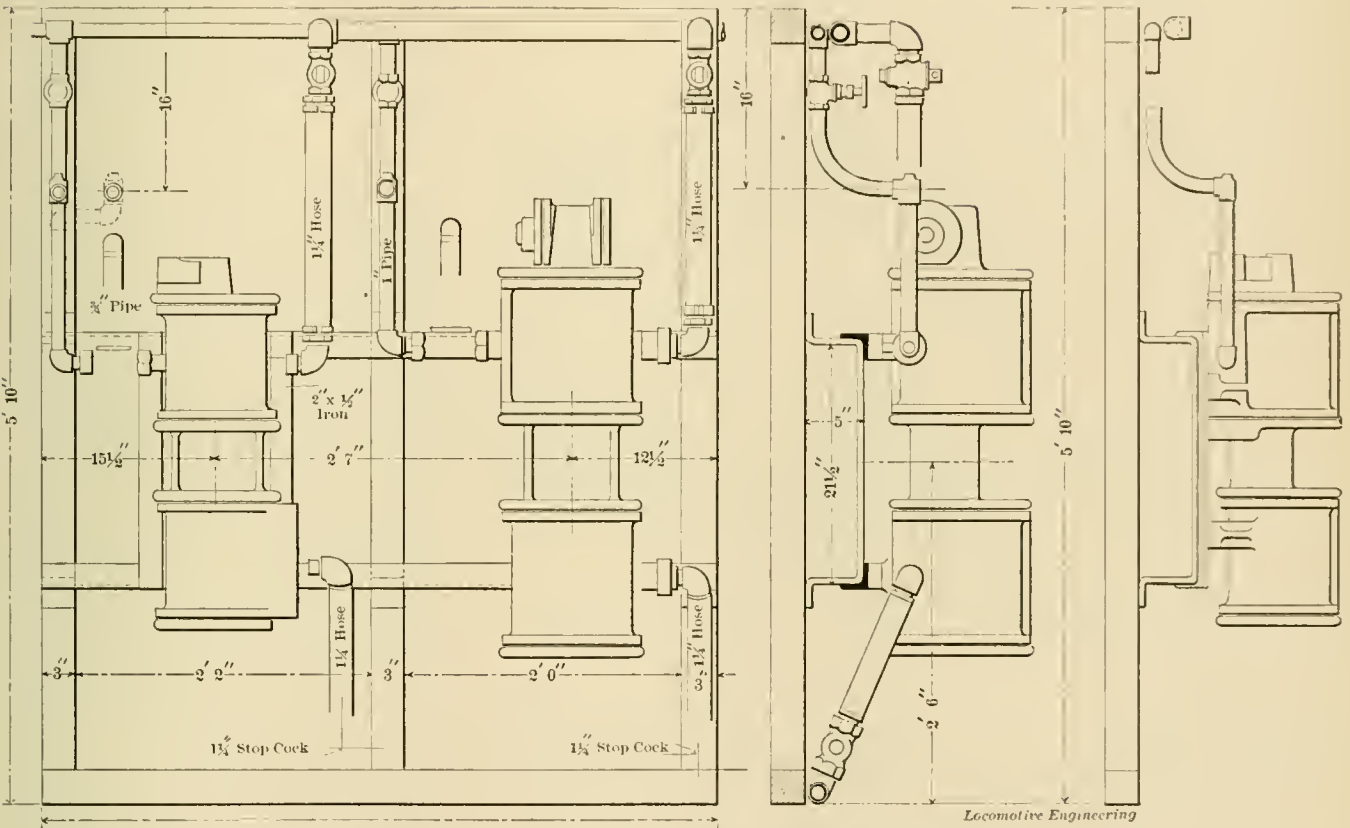 16″
16″
5′ 10″
1¼″ Hose
1″ Pipe
1¼″ Hose
¾″ Pipe
2″ x ½″
Iron
15½″
2′ 7″
12½″
5″
21½″
5′ 10″
1¼″ Hose
1¼″ Hose
3″
2′ 2″
3″
2′ 0″
3″
2′ 6″
1¼″ Stop Cock
1¼″ Stop Cock
Locomotive Engineering